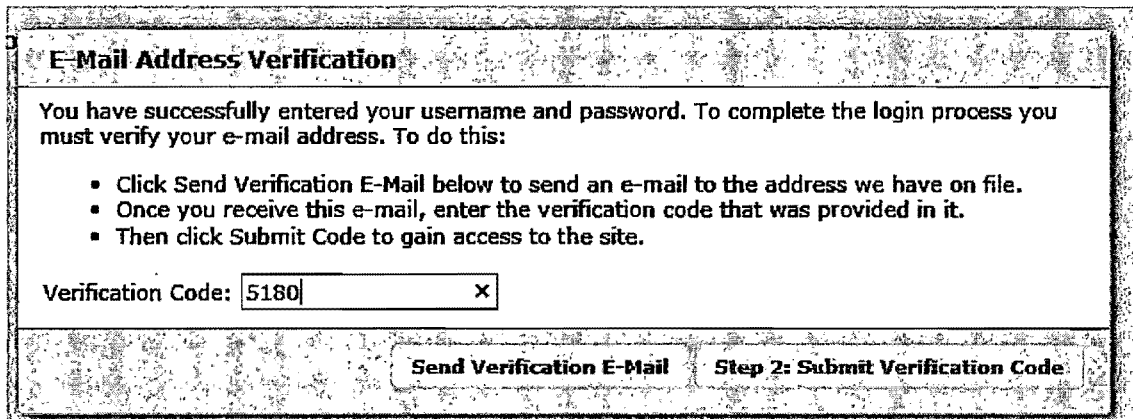 E-Mail Address Verification
You have successfully entered your username and password. To complete the login process you
must verify your e-mail address. To do this:
▪ Click Send Verification E-Mail below to send an e-mail to the address we have on file.
▪ Once you receive this e-mail, enter the verification code that was provided in it.
▪ Then click Submit Code to gain access to the site.
Verification Code: 5180 ×
Send Verification E-Mail Step 2: Submit Verification Code